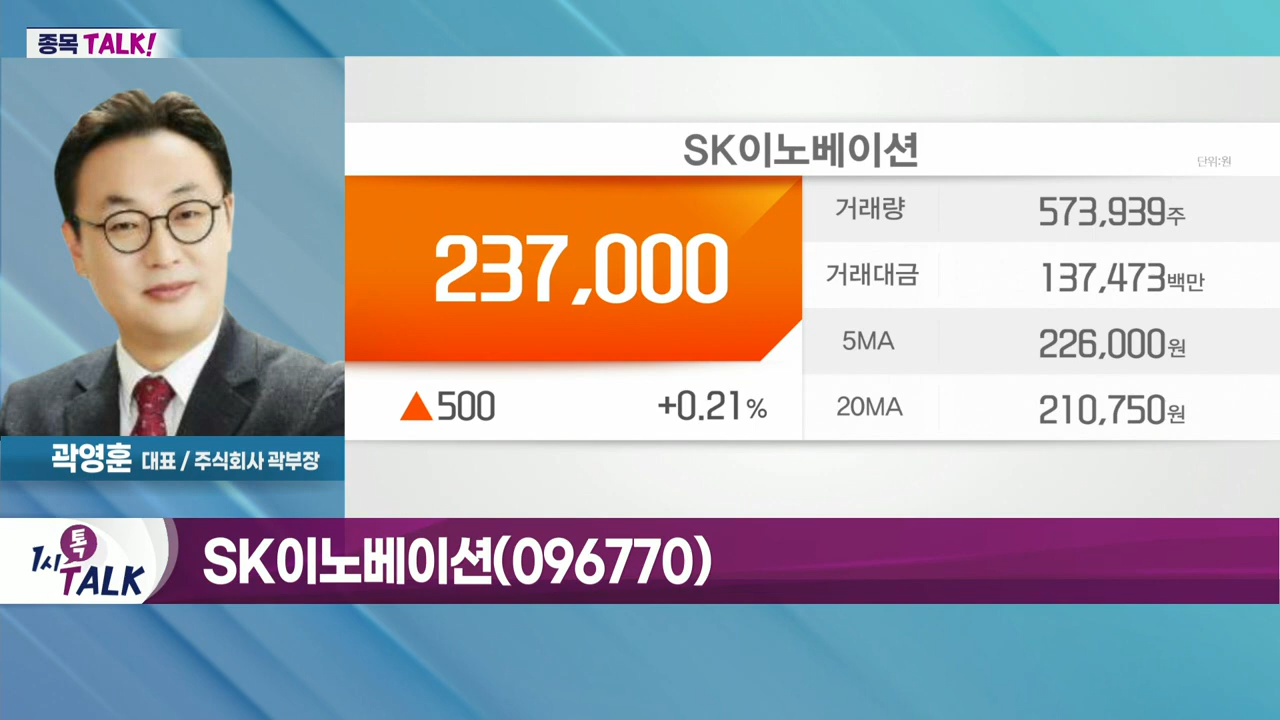 종목 TALK!
SK이노베이션
단위:원
237,000
▲500 +0.21%
거래량 573,939주
거래대금 137,473백만
5MA 226,000원
20MA 210,750원
곽영훈 대표 / 주식회사 곽부장
1시 톡 TALK
SK이노베이션(096770)